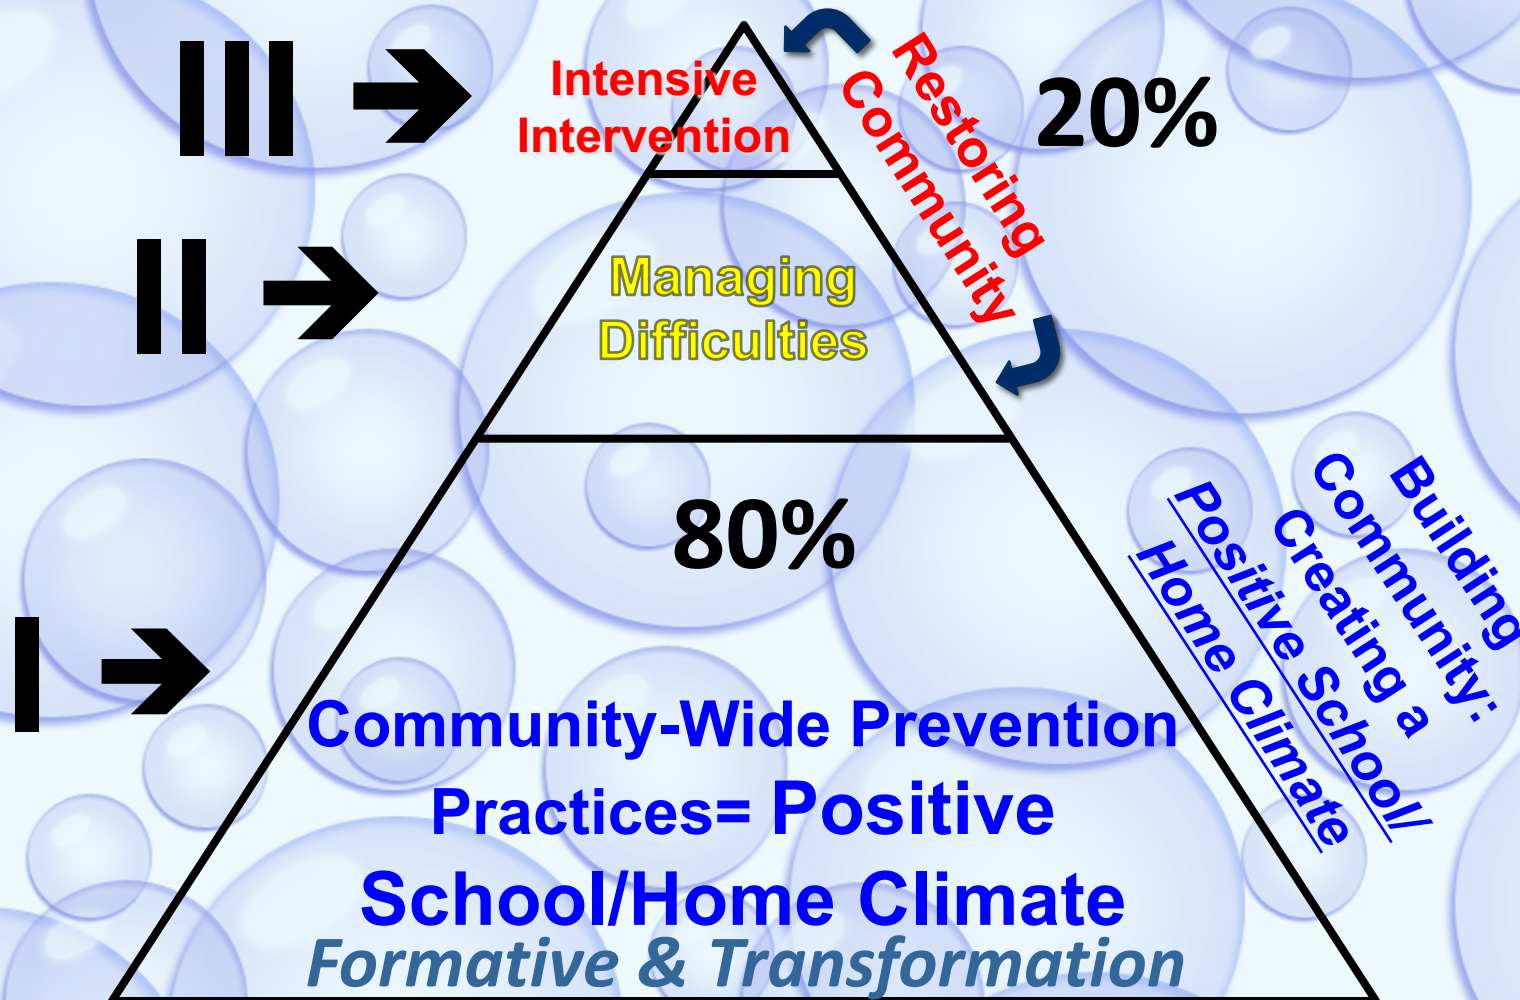 III
Intensive
Intervention
Restoring
Community
20%
II
Managing
Difficulties
80%
Building
Community:
Creating a
Positive School/
Home Climate
I
Community-Wide Prevention
Practices= Positive
School/Home Climate
Formative & Transformation